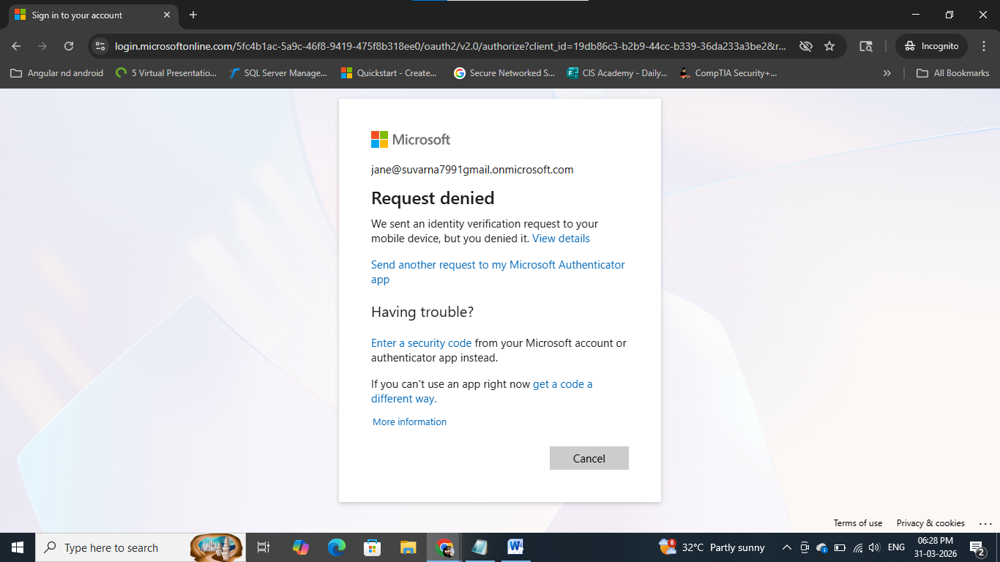 Sign in to your account
login.microsoftonline.com/5fc4b1ac-5a9c-46f8-9419-475f8b318ee0/oauth2/v2.0/authorize?client_id=19db86c3-b2b9-44cc-b339-36da233a3be2&r...
Incognito
Angular nd android
5 Virtual Presentatio...
SQL Server Manage...
Quickstart - Create...
Secure Networked S...
CIS Academy - Daily...
CompTIA Security+...
All Bookmarks
Microsoft
jane@suvarna7991gmail.onmicrosoft.com
Request denied
We sent an identity verification request to your
mobile device, but you denied it. View details
Send another request to my Microsoft Authenticator
app
Having trouble?
Enter a security code from your Microsoft account or
authenticator app instead.
If you can't use an app right now get a code a
different way.
More information
Cancel
Terms of use
Privacy & cookies
Type here to search
8
32°C Partly sunny
ENG
06:28 PM
31-03-2026
2